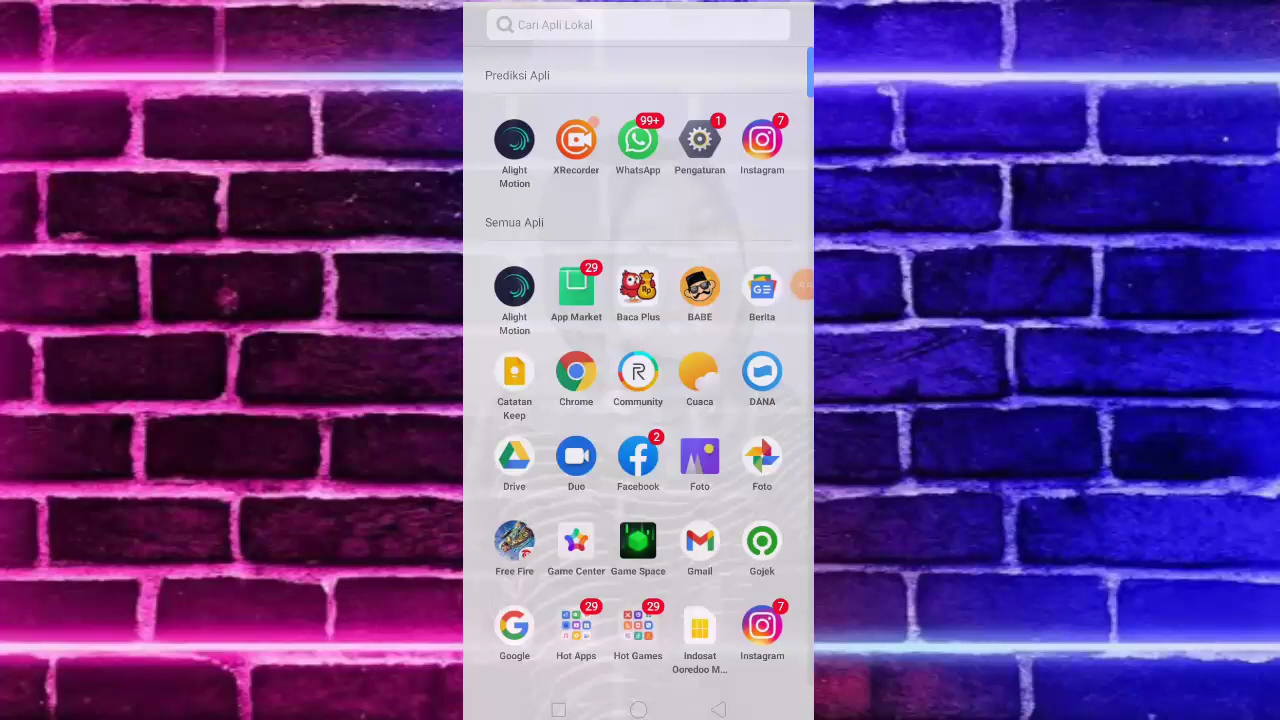 Cari Apli Lokal
Prediksi Apli
99+ 1 7
Alight Motion XRecorder WhatsApp Pengaturan Instagram
Semua Apli
29
Alight Motion App Market Baca Plus BABE Berita
Rp GE
Catatan Keep Chrome Community Cuaca DANA
R
2
Drive Duo Facebook Foto Foto
Free Fire Game Center Game Space Gmail Gojek
29 29 7
Google Hot Apps Hot Games Indosat Ooredoo M... Instagram